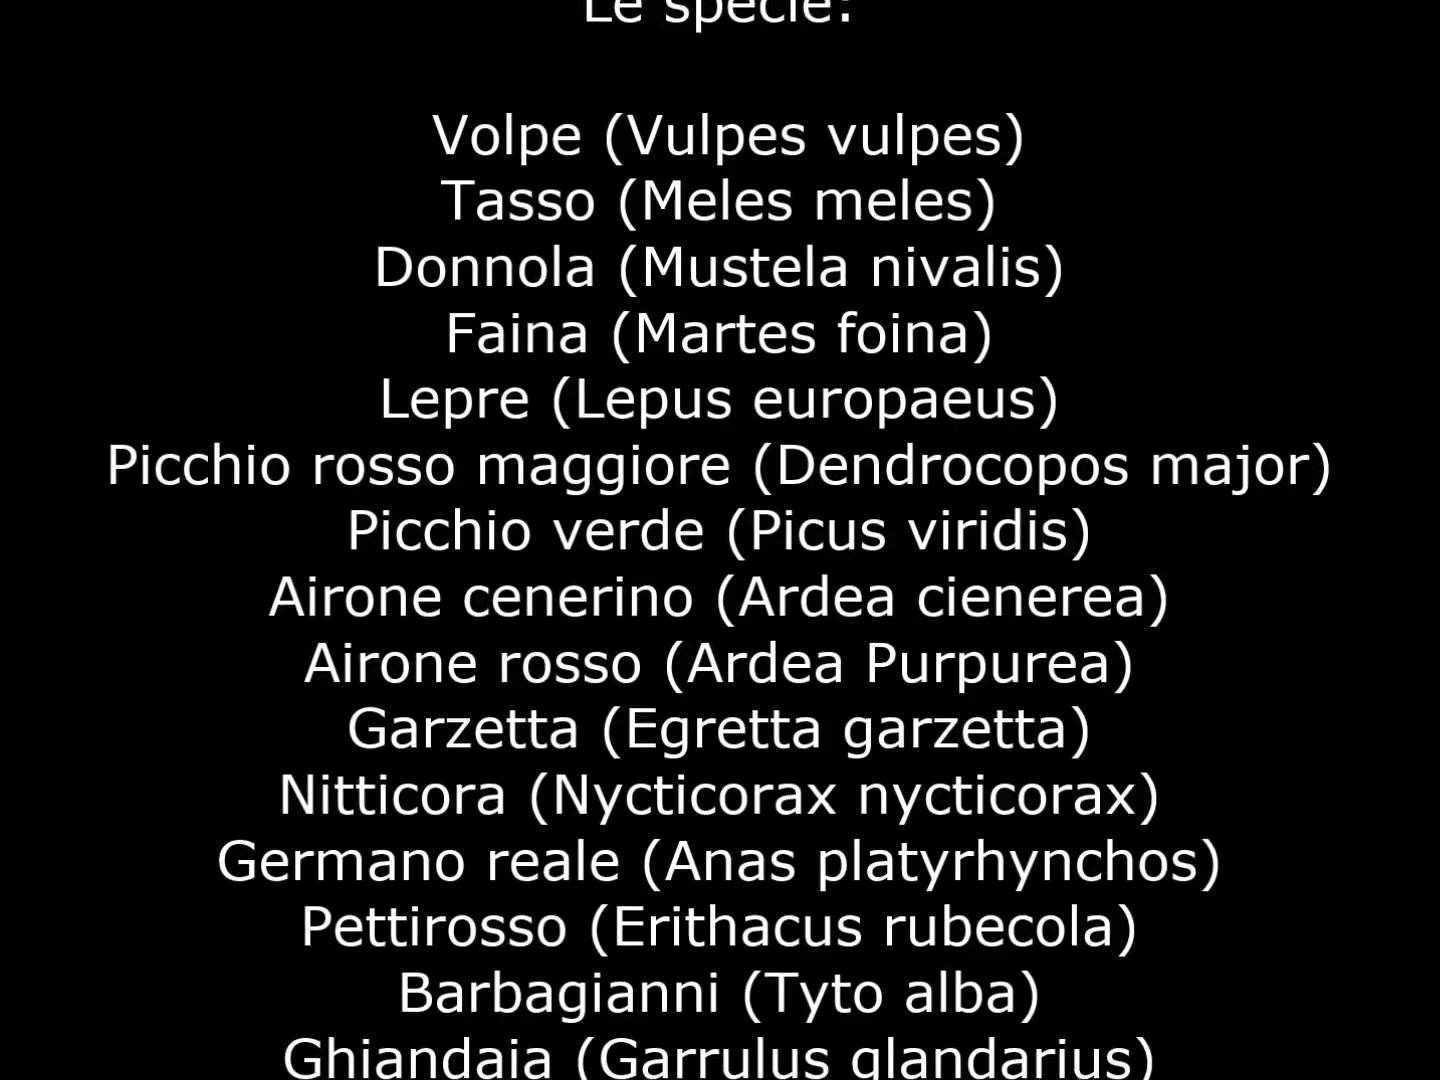 Le specie:
Volpe (Vulpes vulpes)
Tasso (Meles meles)
Donnola (Mustela nivalis)
Faina (Martes foina)
Lepre (Lepus europaeus)
Picchio rosso maggiore (Dendrocopos major)
Picchio verde (Picus viridis)
Airone cenerino (Ardea cienerea)
Airone rosso (Ardea Purpurea)
Garzetta (Egretta garzetta)
Nitticora (Nycticorax nycticorax)
Germano reale (Anas platyrhynchos)
Pettirosso (Erithacus rubecola)
Barbagianni (Tyto alba)
Ghiandaia (Garrulus glandarius)